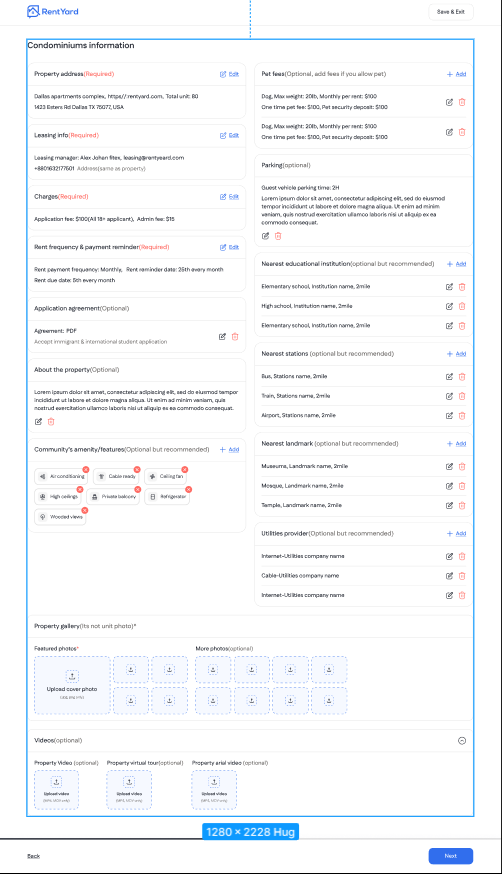 RentYard
Save & Exit
Condominiums information
Property address(Required)
Edit
Dallas apartments complex, https//:rentyard.com, Total unit: 80
1423 Esters Rd Dallas TX 75077, USA
Leasing info(Required)
Edit
Leasing manager: Alex Johan fitex, leasing@rentyeard.com
+8801632177501 Address(same as property)
Charges(Required)
Edit
Application fee: $100(All 18+ applicant), Admin fee: $15
Rent frequency & payment reminder(Required)
Edit
Rent payment frequency: Monthly, Rent reminder date: 25th every month
Rent due date: 5th every month
Application agreement(Optional)
Agreement: PDF
Accept immigrant & international student application
About the property(Optional)
Lorem ipsum dolor sit amet, consectetur adipiscing elit, sed do eiusmod tempor
incididunt ut labore et dolore magna aliqua. Ut enim ad minim veniam, quis
nostrud exercitation ullamco laboris nisi ut aliquip ex ea commodo consequat.
Community's amenity/features(Optional but recommended)
Add
Air conditioning
Cable ready
Ceiling fan
High ceilings
Private balcony
Refrigerator
Wooded views
Pet fees(Optional, add fees if you allow pet)
Add
Dog, Max weight: 20lb, Monthly per rent: $100
One time pet fee: $100, Pet security deposit: $100
Dog, Max weight: 20lb, Monthly per rent: $100
One time pet fee: $100, Pet security deposit: $100
Parking(optional)
Guest vehicle parking time: 2H
Lorem ipsum dolor sit amet, consectetur adipiscing elit, sed do eiusmod
tempor incididunt ut labore et dolore magna aliqua. Ut enim ad minim
veniam, quis nostrud exercitation ullamco laboris nisi ut aliquip ex ea
commodo consequat.
Nearest educational institution(optional but recommended)
Add
Elementary school, Institution name, 2mile
High school, Institution name, 2mile
Elementary school, Institution name, 2mile
Nearest stations (optional but recommended)
Add
Bus, Stations name, 2mile
Train, Stations name, 2mile
Airport, Stations name, 2mile
Nearest landmark (optional but recommended)
Add
Museums, Landmark name, 2mile
Mosque, Landmark name, 2mile
Temple, Landmark name, 2mile
Utilities provider(Optional but recommended)
Add
Internet-Utilities company name
Cable-Utilities company name
Internet-Utilities company name
Property gallery(Its not unit photo)*
Featured photos*
More photos(optional)
Upload cover photo
Videos(optional)
Property Video (optional)
Property virtual tour(optional)
Property arial video (optional)
Upload video
Upload video
Upload video
1280 × 2228 Hug
Back
Next